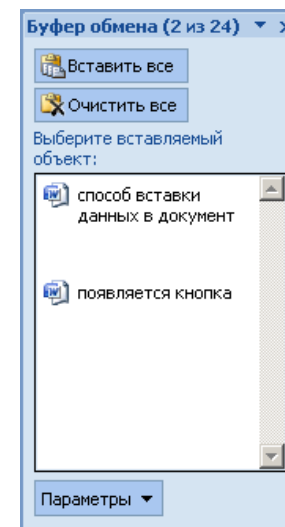 Буфер обмена (2 из 24)
Вставить все
Очистить все
Выберите вставляемый
объект:
способ вставки
данных в документ
появляется кнопка
Параметры